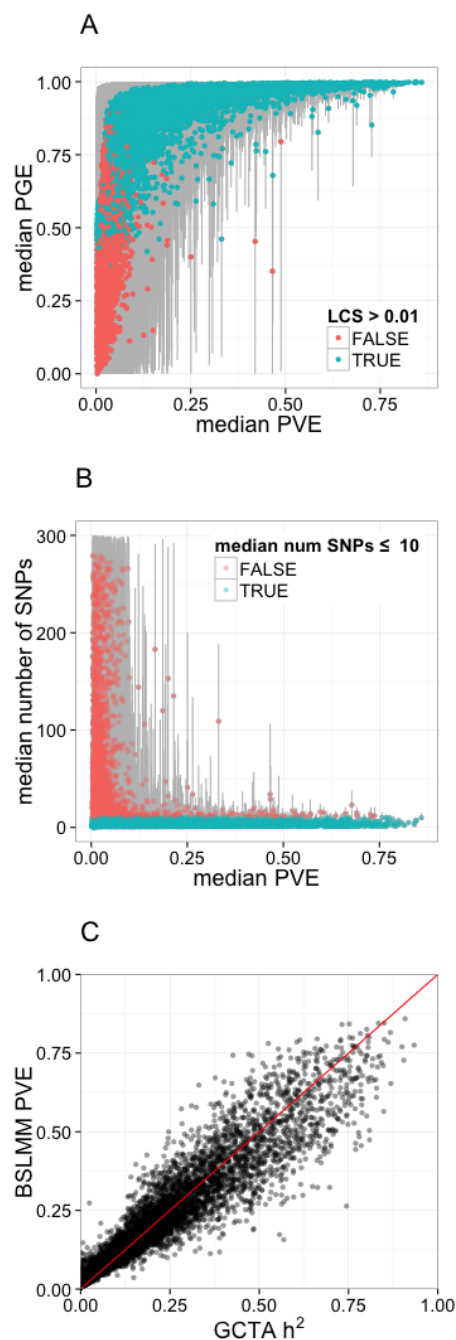 A
median PGE
1.00
0.75
0.50
0.25
0.00
LCS > 0.01
FALSE
TRUE
0.00 0.25 0.50 0.75
median PVE
B
median number of SNPs
300
200
100
0
median num SNPs ≤ 10
FALSE
TRUE
0.00 0.25 0.50 0.75
median PVE
C
BSLMM PVE
1.00
0.75
0.50
0.25
0.00
0.00 0.25 0.50 0.75 1.00
GCTA h²